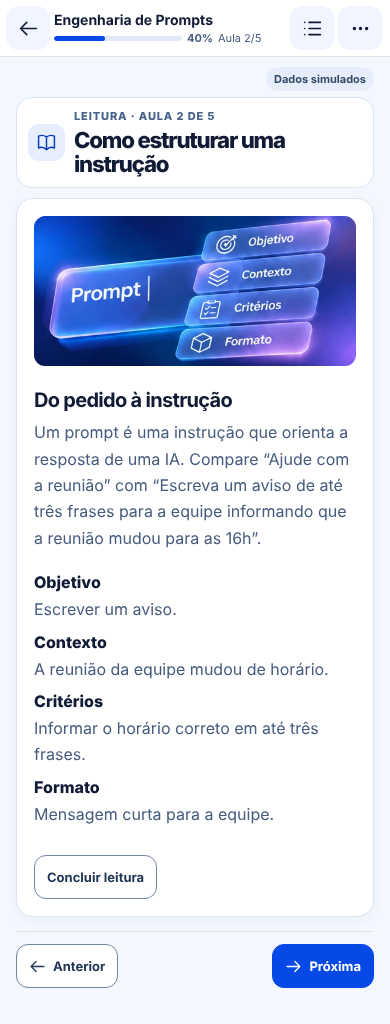 Engenharia de Prompts
40% Aula 2/5
Dados simulados
LEITURA · AULA 2 DE 5
Como estruturar uma
instrução
Prompt
Objetivo
Contexto
Critérios
Formato
Do pedido à instrução
Um prompt é uma instrução que orienta a
resposta de uma IA. Compare “Ajude com
a reunião” com “Escreva um aviso de até
três frases para a equipe informando que
a reunião mudou para as 16h”.
Objetivo
Escrever um aviso.
Contexto
A reunião da equipe mudou de horário.
Critérios
Informar o horário correto em até três
frases.
Formato
Mensagem curta para a equipe.
Concluir leitura
Anterior
Próxima